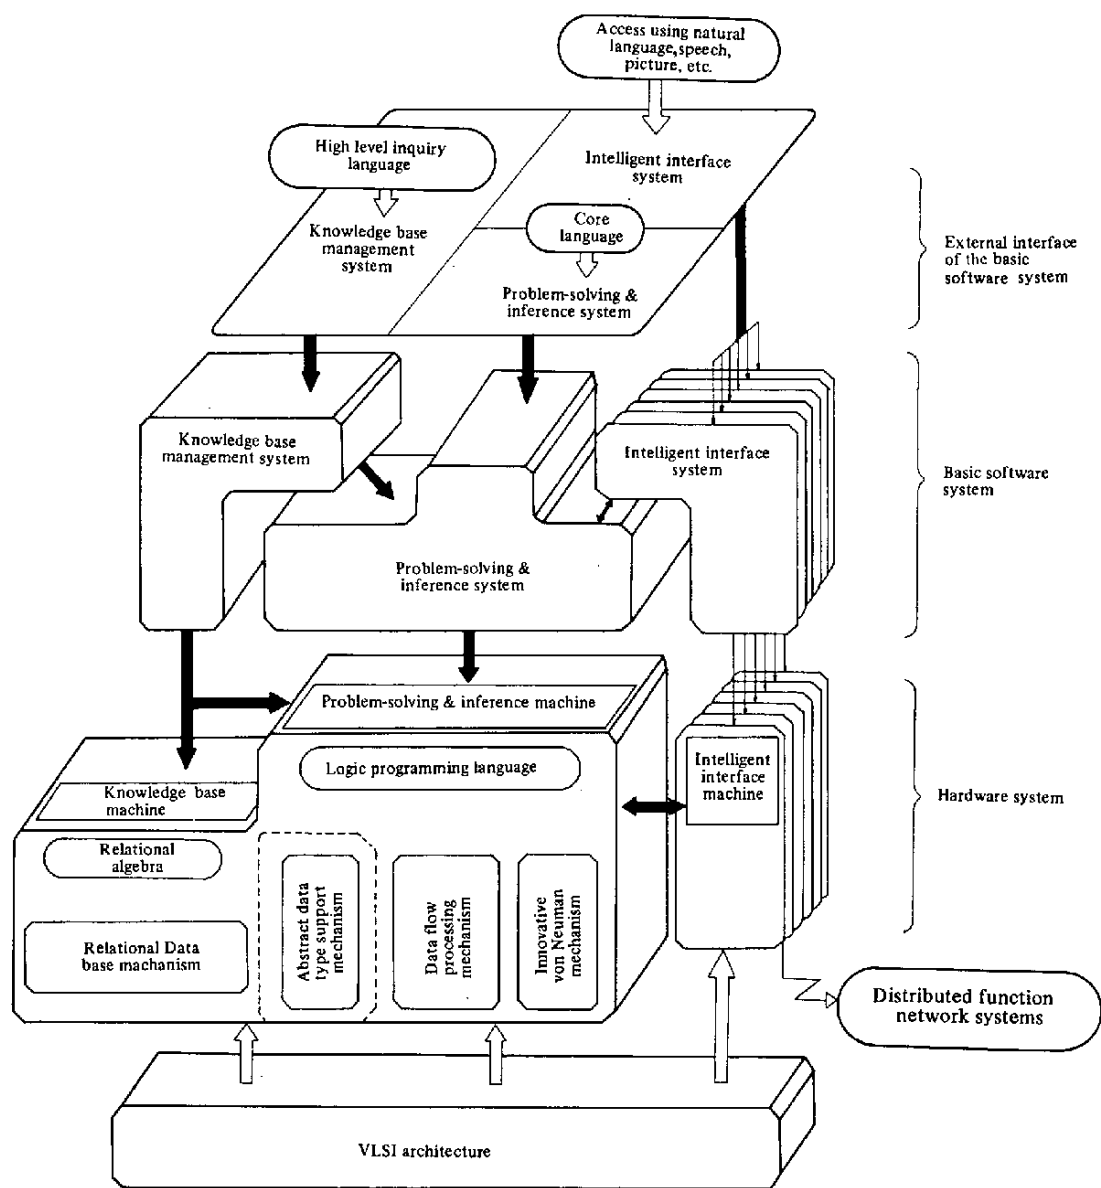 Access using natural
language,speech,
picture, etc.
High level inquiry
language
Intelligent interface
system
Core
language
Knowledge base
management
system
Problem-solving &
inference system
External interface
of the basic
software system
Knowledge base
management system
Intelligent interface
system
Basic software
system
Problem-solving &
inference system
Problem-solving & inference machine
Logic programming language
Intelligent
interface
machine
Knowledge base
machine
Hardware system
Relational
algebra
Abstract data
type support
mechanism
Data flow
processing
mechanism
Innovative
von Neuman
mechanism
Relational Data
base machanism
Distributed function
network systems
VLSI architecture